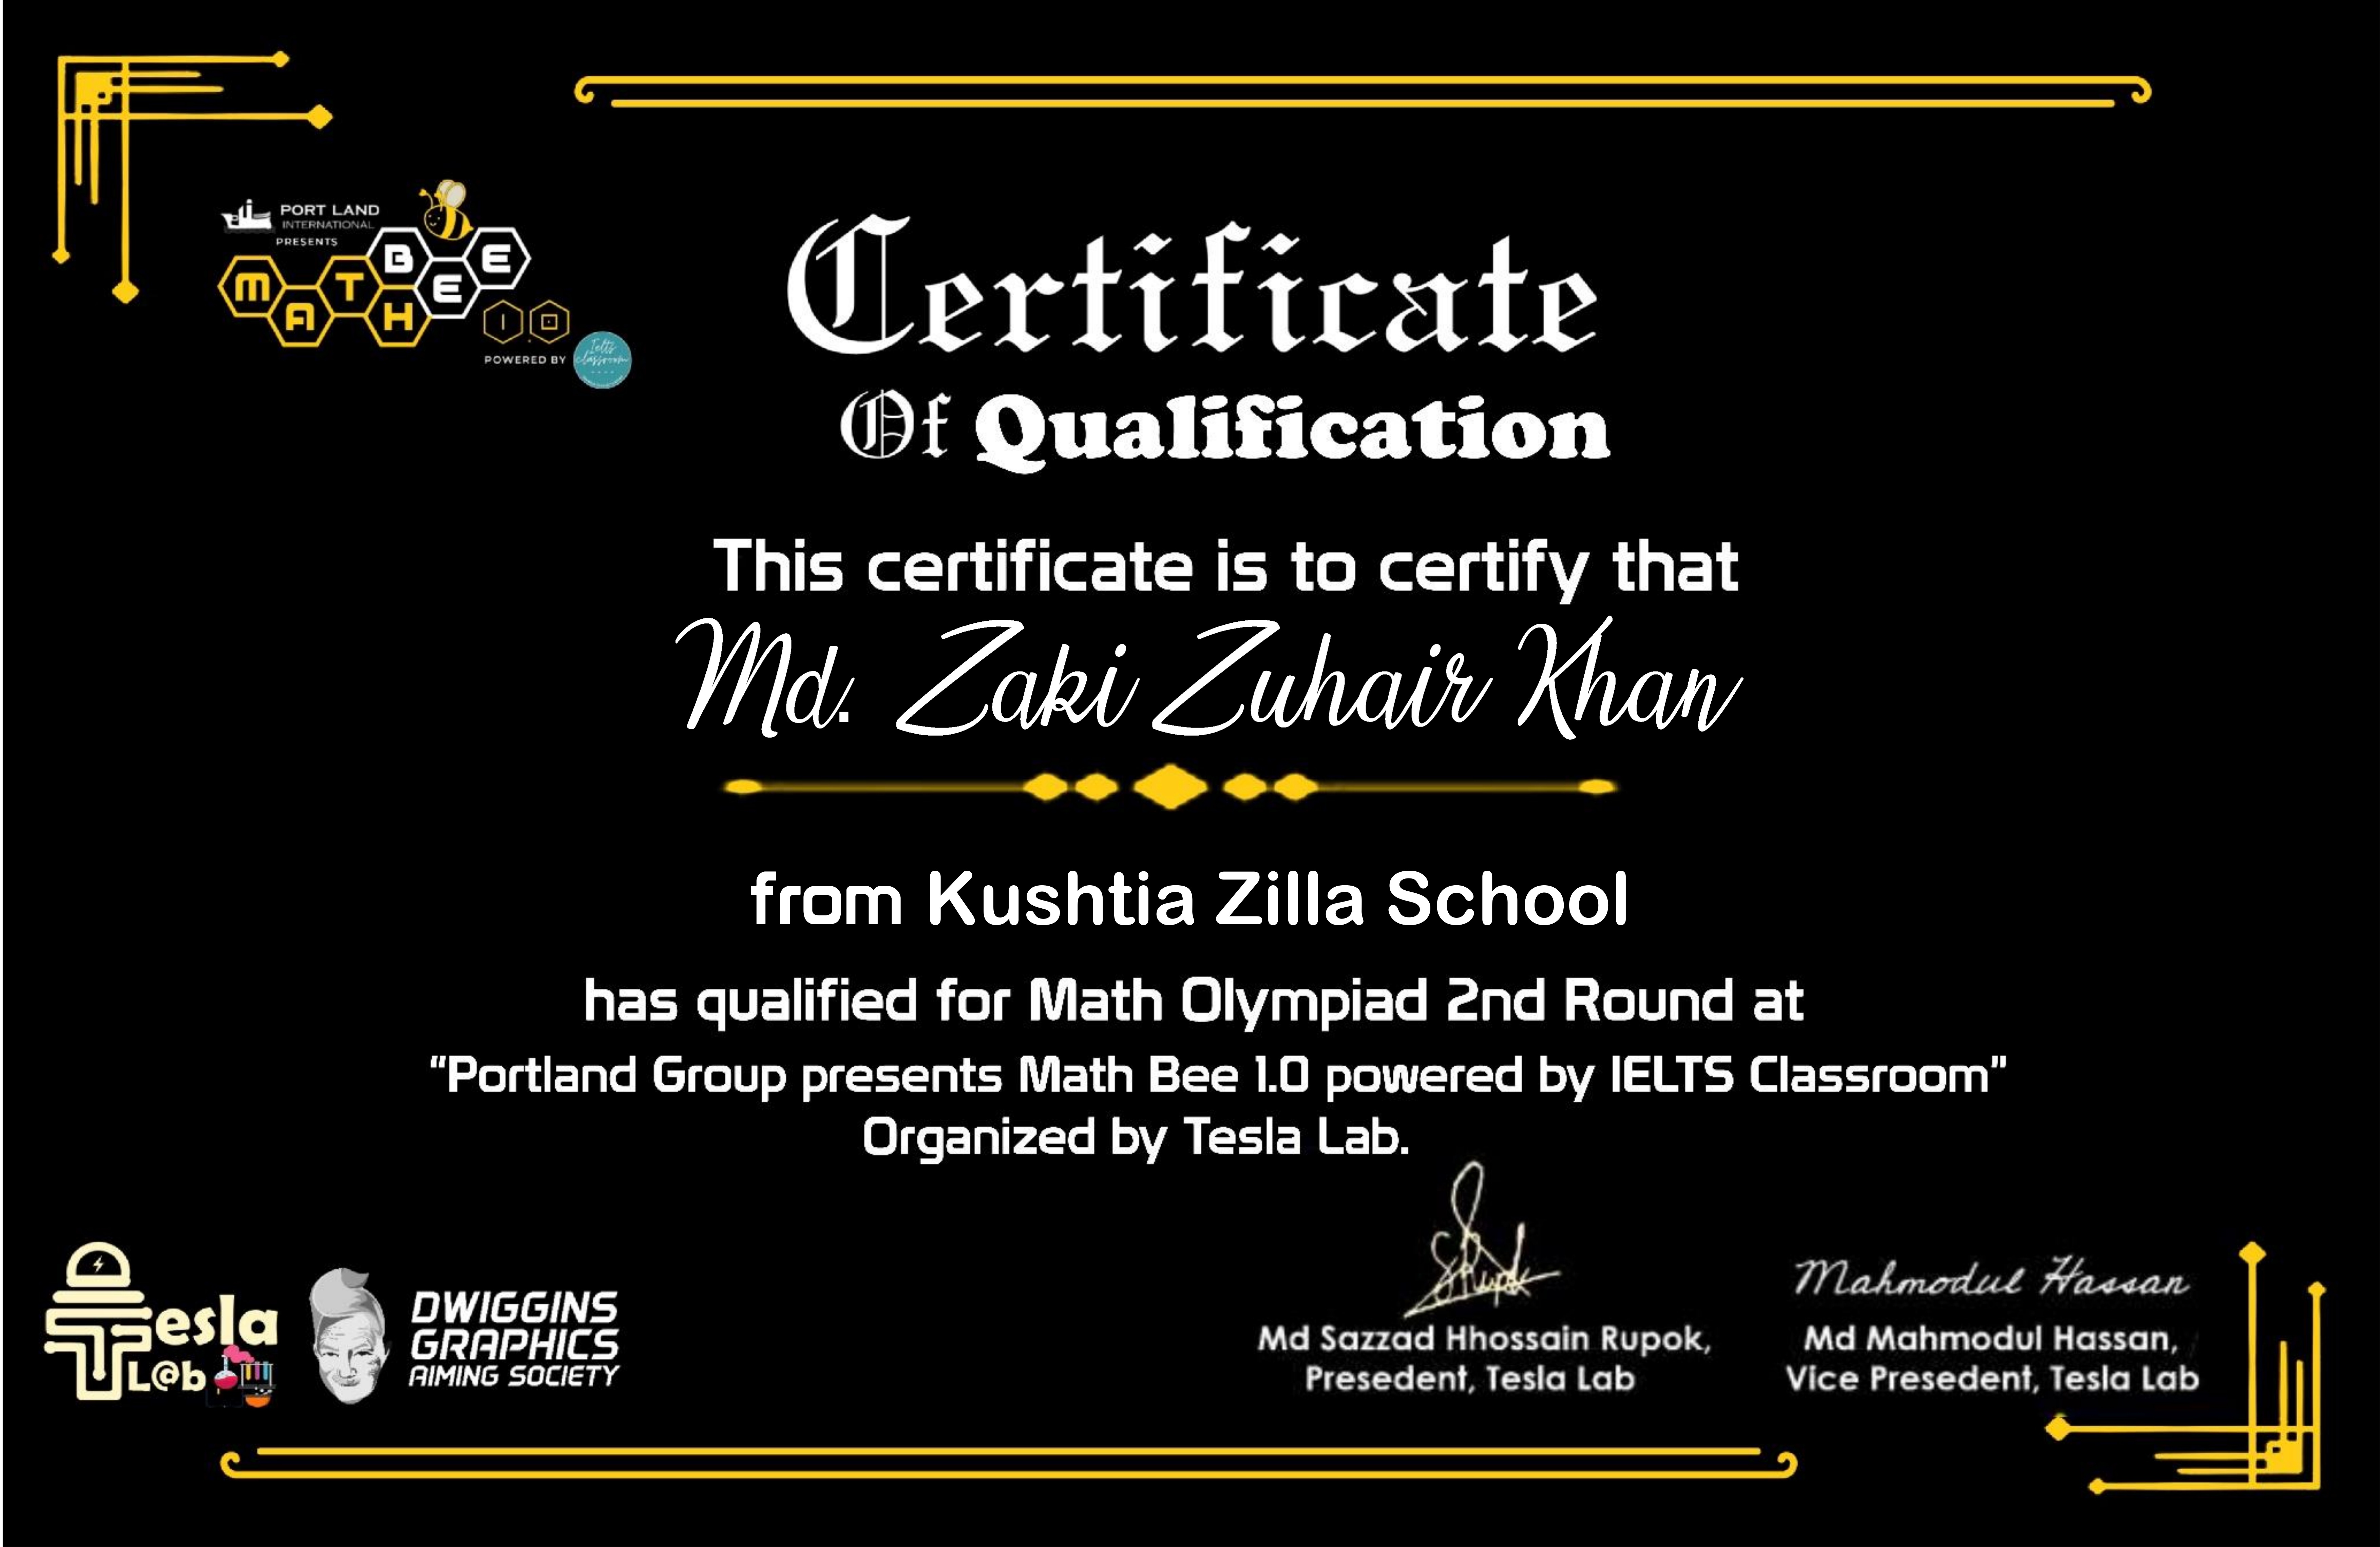 PORT LAND
INTERNATIONAL
PRESENTS
MATH BEE
1.0
POWERED BY
Ielts
classroom
Certificate
Of Qualification
This certificate is to certify that
Md. Zaki Zuhair Khan
from Kushtia Zilla School
has qualified for Math Olympiad 2nd Round at
“Portland Group presents Math Bee 1.0 powered by IELTS Classroom”
Organized by Tesla Lab.
Tesla
L@b
DWIGGINS
GRAPHICS
AIMING SOCIETY
Md Sazzad Hhossain Rupok,
Presedent, Tesla Lab
Mahmodul Hassan
Md Mahmodul Hassan,
Vice Presedent, Tesla Lab